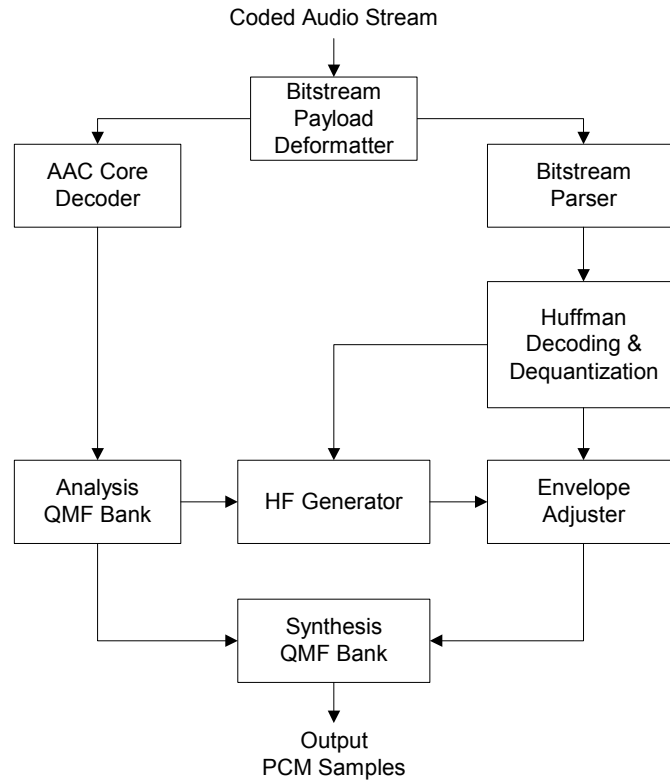 Coded Audio Stream
Bitstream
Payload
Deformatter
AAC Core
Decoder
Bitstream
Parser
Huffman
Decoding &
Dequantization
Analysis
QMF Bank
HF Generator
Envelope
Adjuster
Synthesis
QMF Bank
Output
PCM Samples